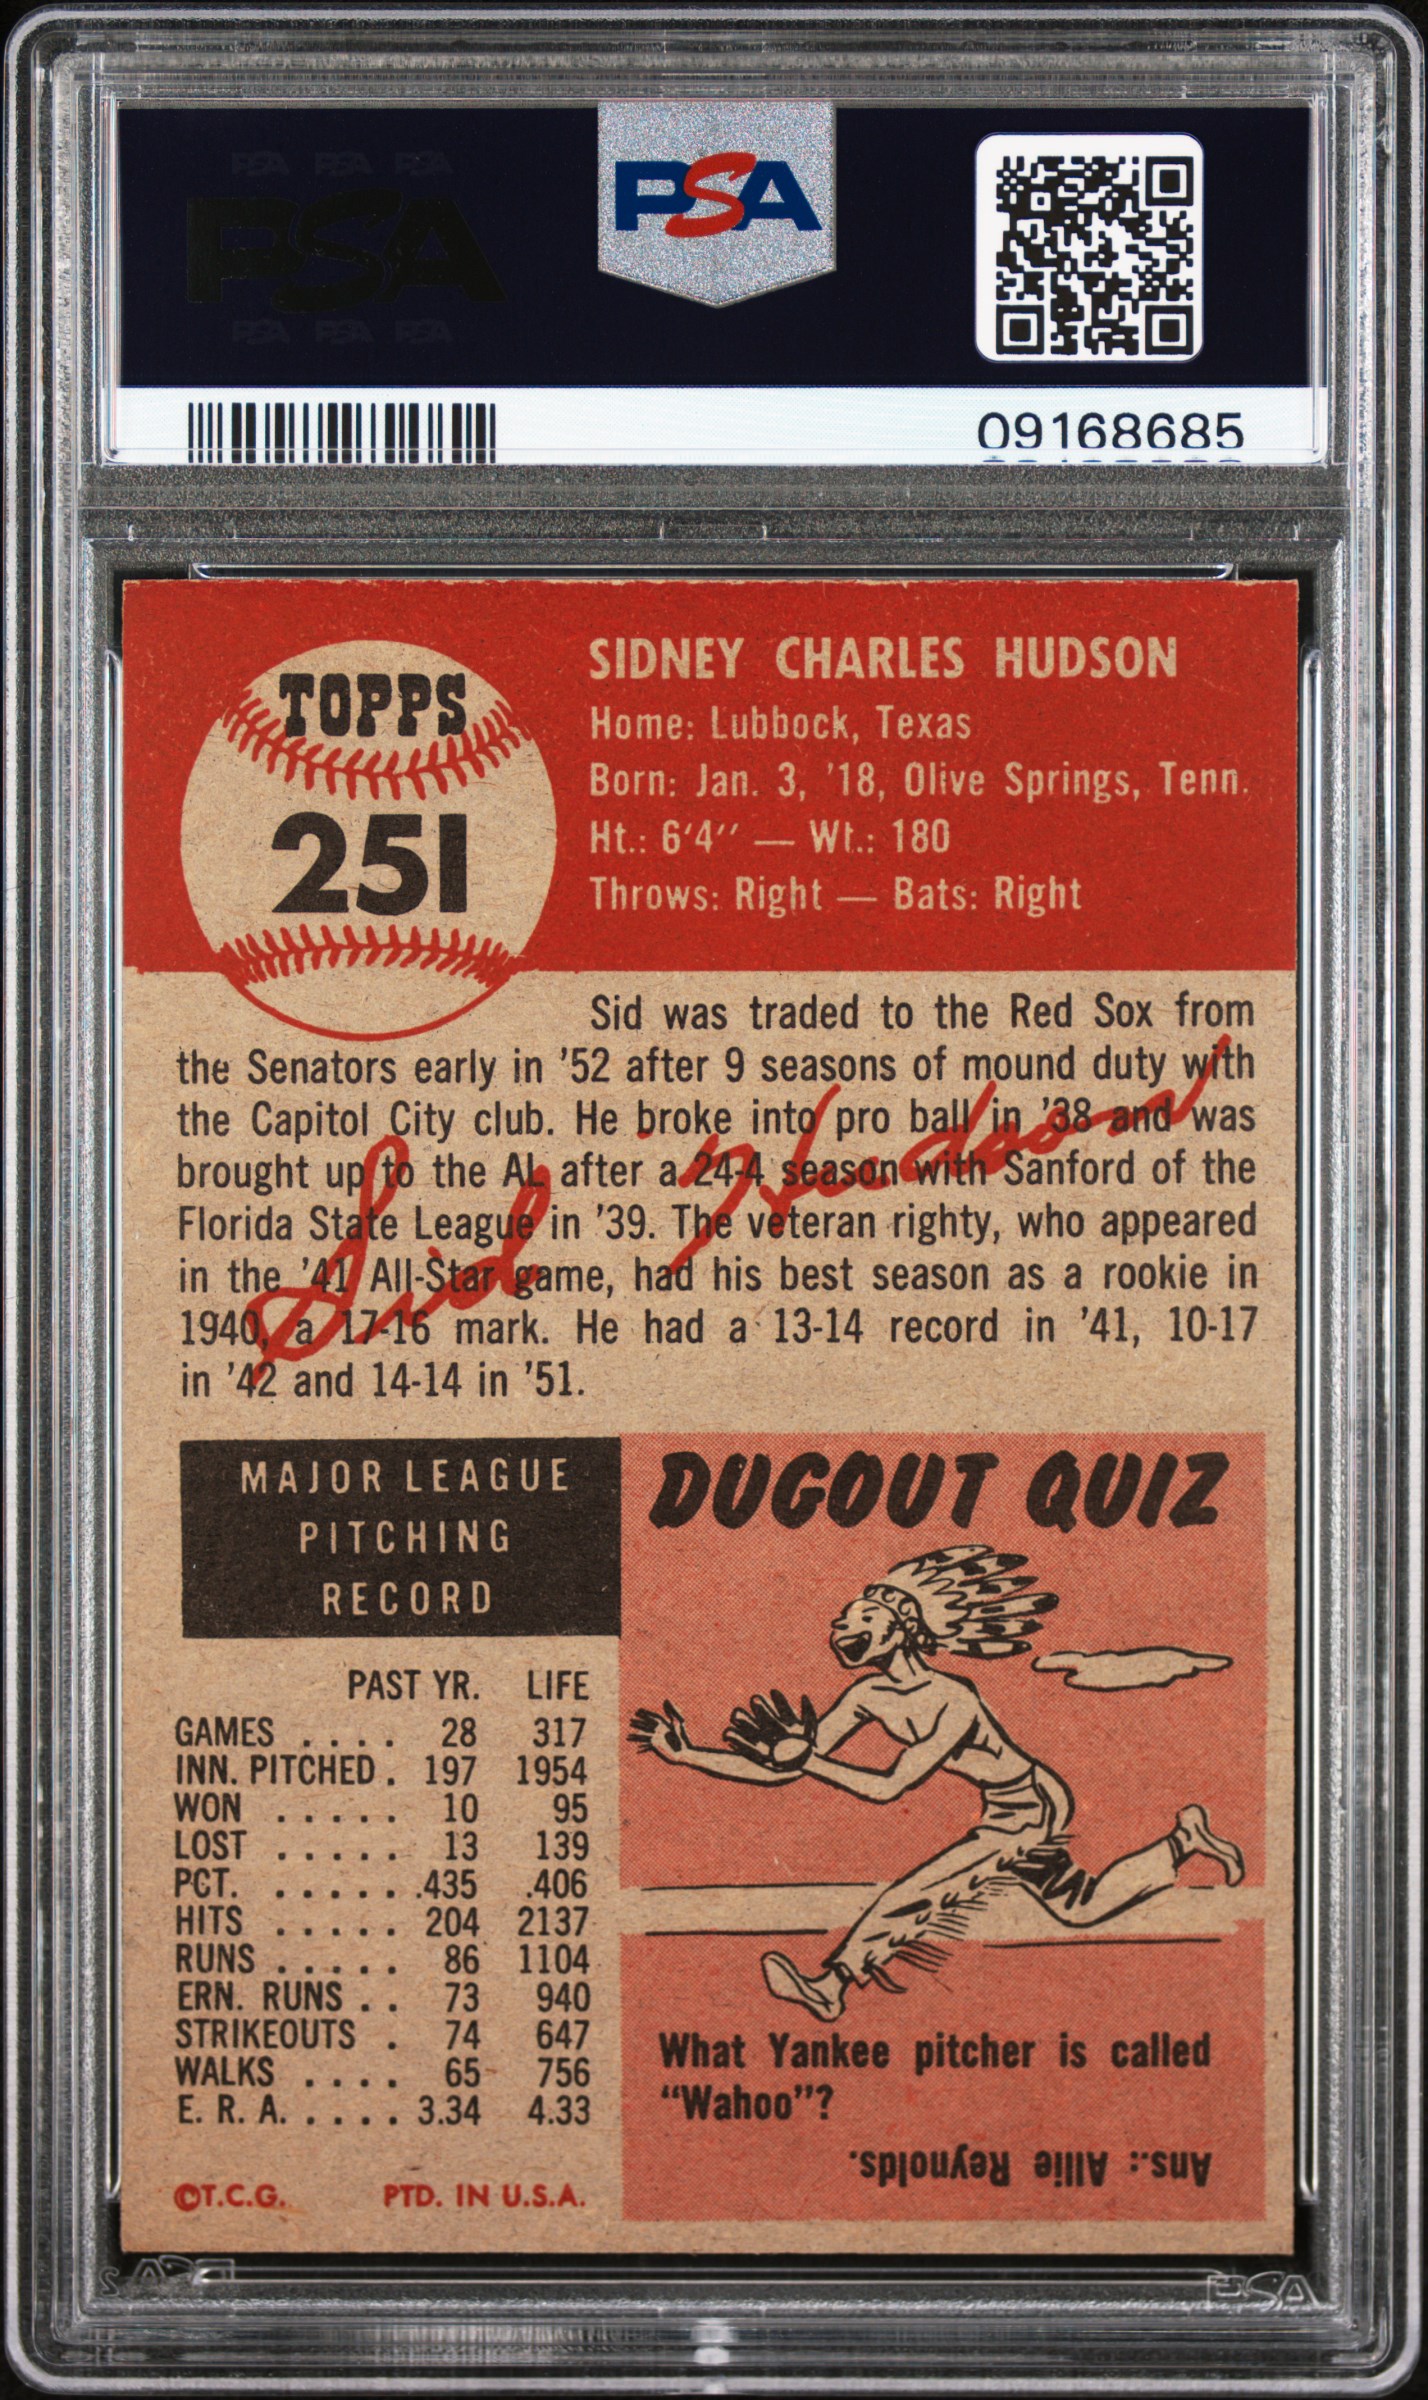 PSA PSA PSA
PSA
PSA PSA PSA
PSA
09168685
TOPPS
251
SIDNEY CHARLES HUDSON
Home: Lubbock, Texas
Born: Jan. 3, '18, Olive Springs, Tenn.
Ht.: 6'4'' — Wt.: 180
Throws: Right — Bats: Right
Sid was traded to the Red Sox from
the Senators early in '52 after 9 seasons of mound duty with
the Capitol City club. He broke into pro ball in '38 and was
brought up to the AL after a 24-4 season with Sanford of the
Florida State League in '39. The veteran righty, who appeared
in the '41 All-Star game, had his best season as a rookie in
1940, a 17-16 mark. He had a 13-14 record in '41, 10-17
in '42 and 14-14 in '51.
Sid Hudson
MAJOR LEAGUE
PITCHING
RECORD
PAST YR. LIFE
GAMES . . . . 28 317
INN. PITCHED . 197 1954
WON . . . . . 10 95
LOST . . . . . 13 139
PCT. . . . . . . .435 .406
HITS . . . . . 204 2137
RUNS . . . . . 86 1104
ERN. RUNS . . 73 940
STRIKEOUTS . 74 647
WALKS . . . . 65 756
E. R. A. . . . . . 3.34 4.33
©T.C.G. PTD. IN U.S.A.
DUGOUT QUIZ
What Yankee pitcher is called
"Wahoo"?
Ans.: Allie Reynolds.
PSA
PSA